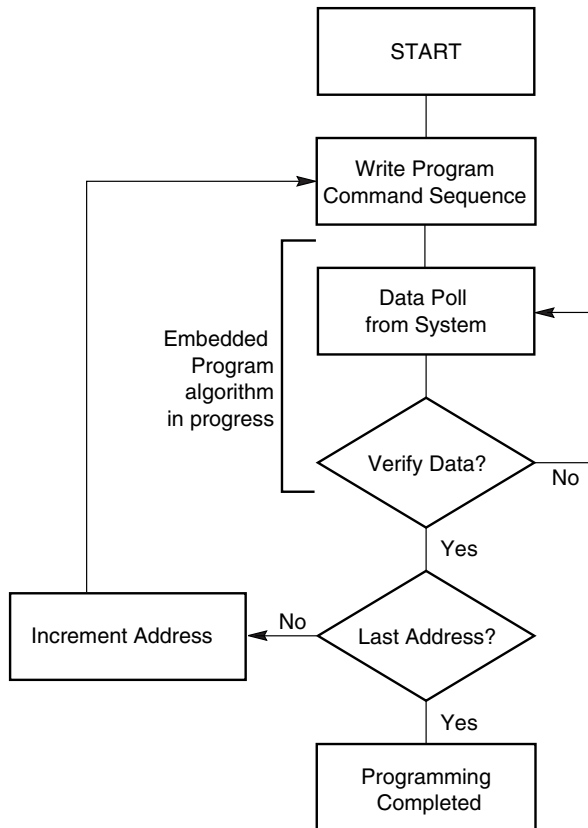 START
Write Program
Command Sequence
Data Poll
from System
Embedded
Program
algorithm
in progress
Verify Data?
No
Yes
Increment Address
No
Last Address?
Yes
Programming
Completed